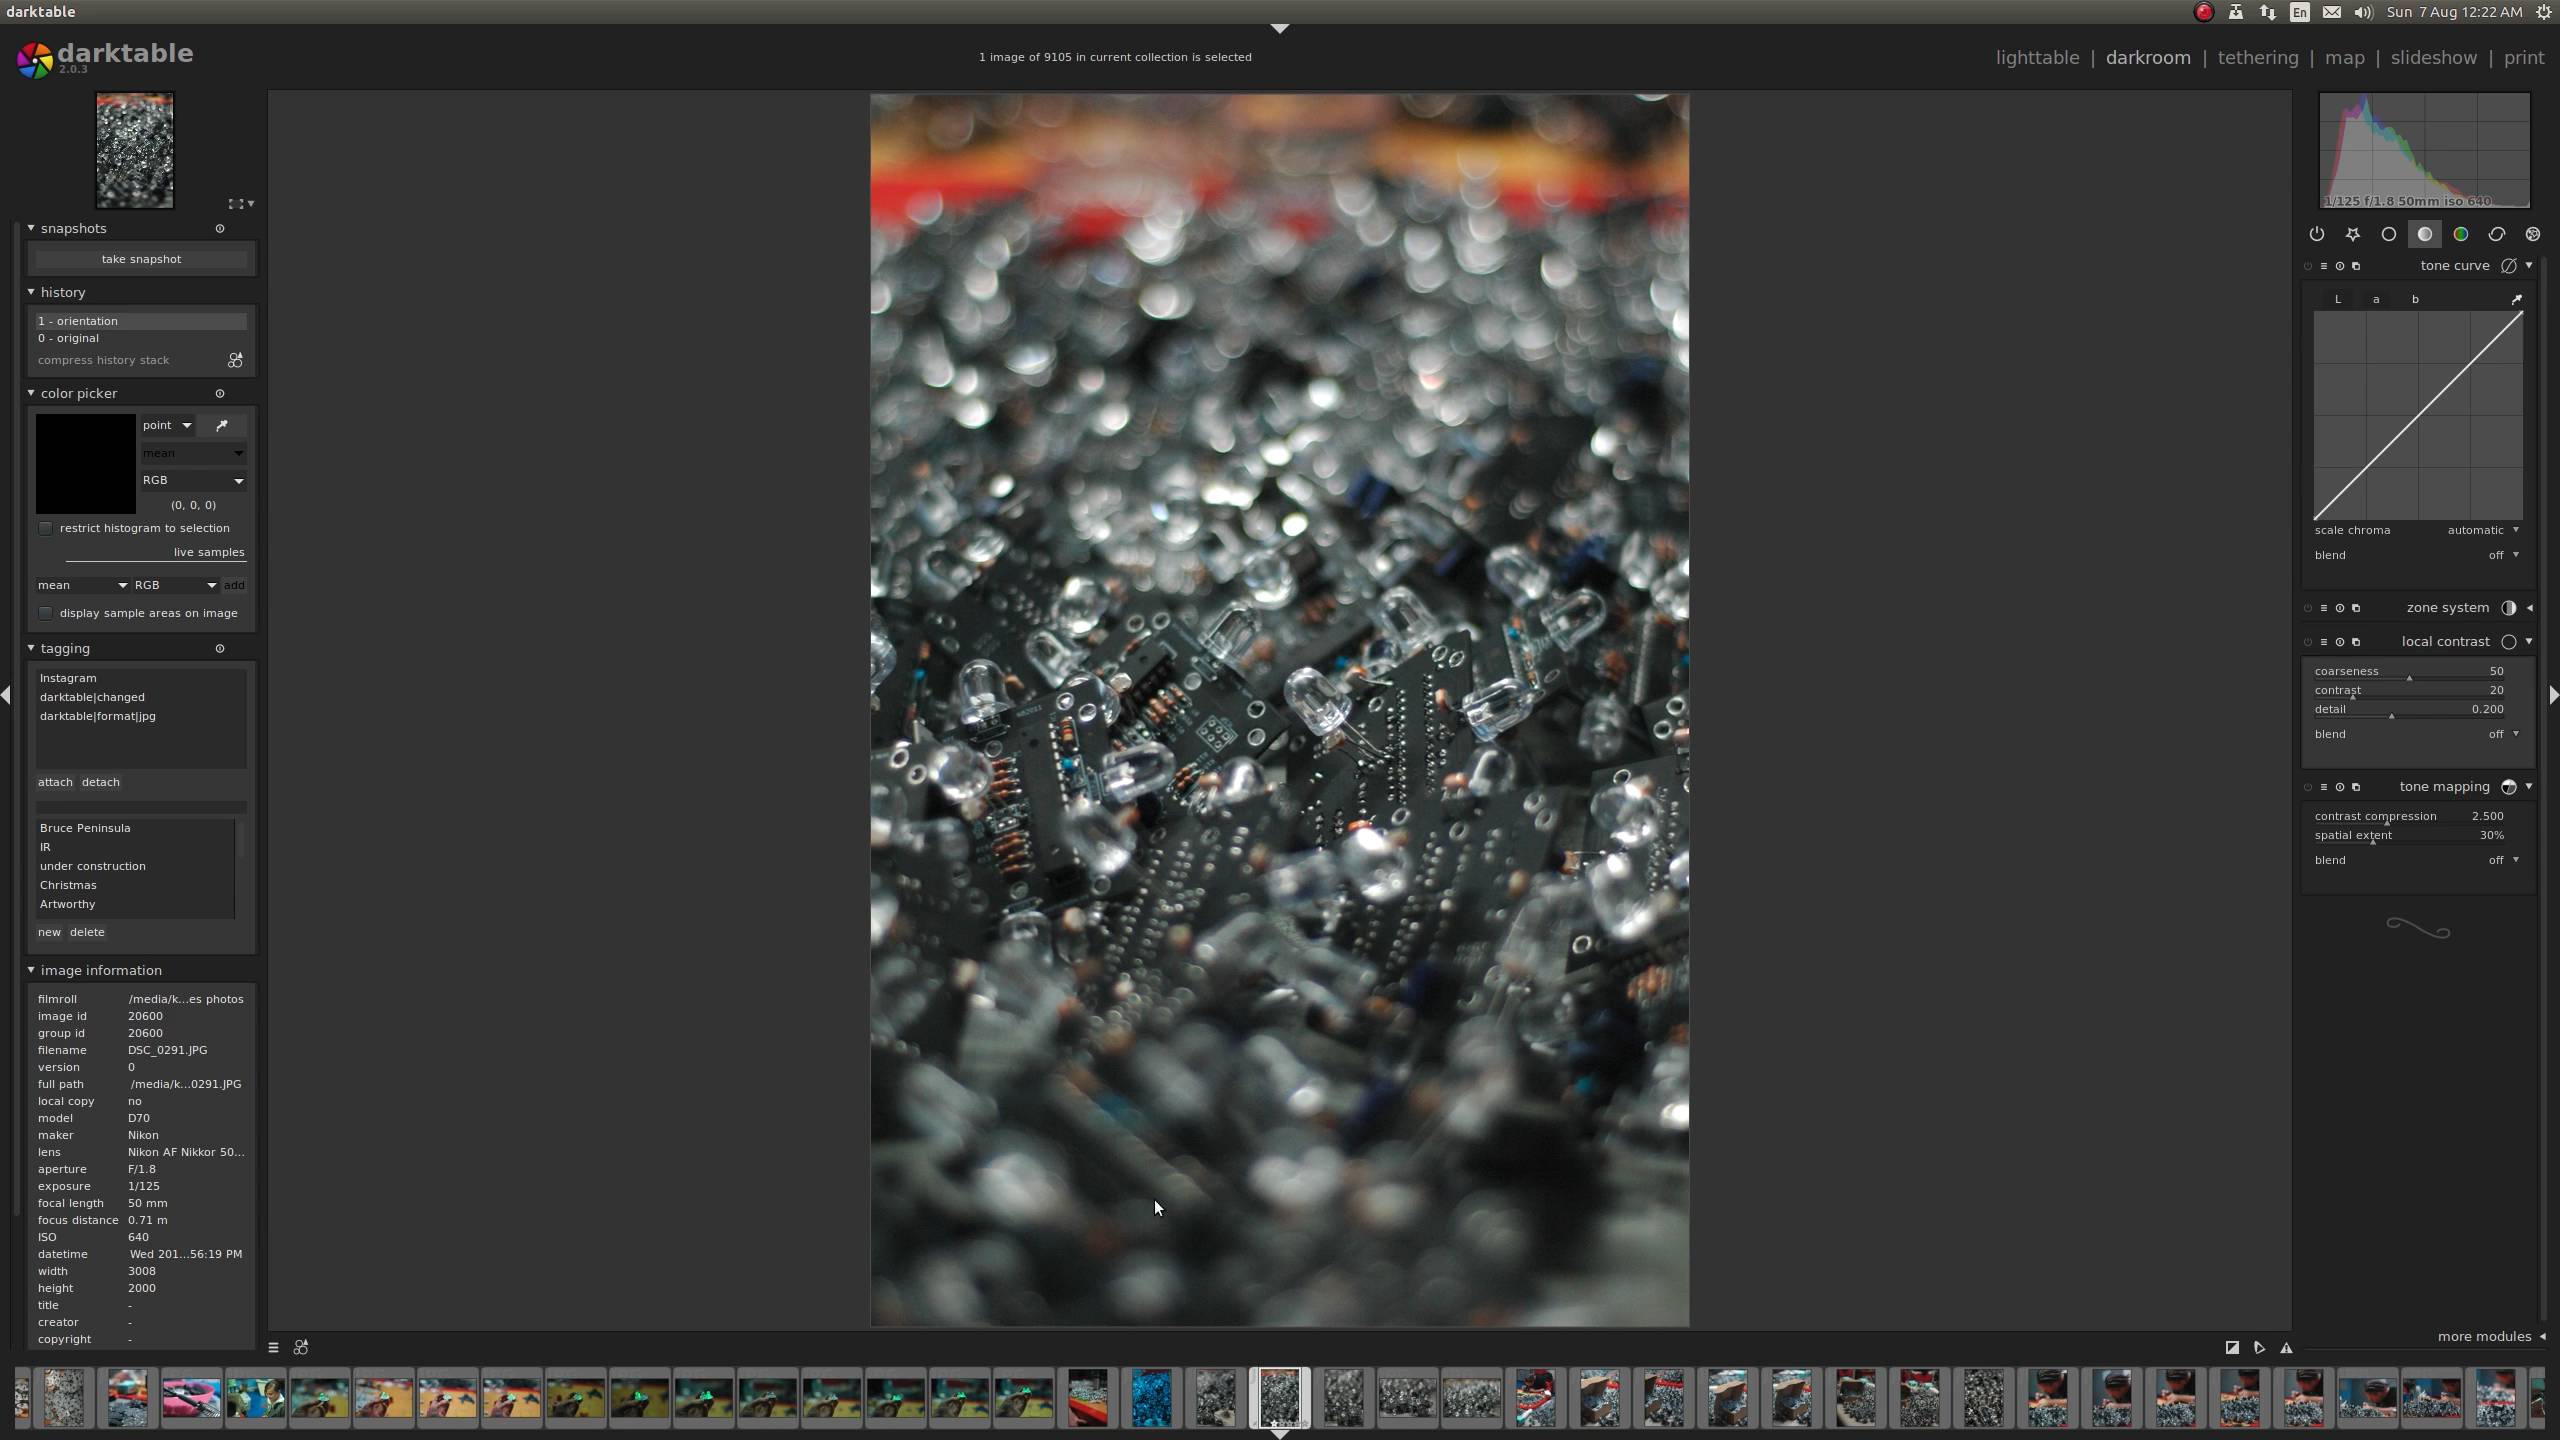 darktable
En
Sun 7 Aug 12:22 AM
darktable
2.0.3
1 image of 9105 in current collection is selected
lighttable | darkroom | tethering | map | slideshow | print
1/125 f/1.8 50mm iso 640
snapshots
take snapshot
history
1 - orientation
0 - original
compress history stack
color picker
point
mean
RGB
(0, 0, 0)
restrict histogram to selection
live samples
mean RGB add
display sample areas on image
tagging
Instagram
darktable|changed
darktable|format|jpg
attach detach
Bruce Peninsula
IR
under construction
Christmas
Artworthy
new delete
image information
filmroll /media/k...es photos
image id 20600
group id 20600
filename DSC_0291.JPG
version 0
full path /media/k...0291.JPG
local copy no
model D70
maker Nikon
lens Nikon AF Nikkor 50...
aperture F/1.8
exposure 1/125
focal length 50 mm
focus distance 0.71 m
ISO 640
datetime Wed 201...56:19 PM
width 3008
height 2000
title -
creator -
copyright -
tone curve
L a b
scale chroma automatic
blend off
zone system
local contrast
coarseness 50
contrast 20
detail 0.200
blend off
tone mapping
contrast compression 2.500
spatial extent 30%
blend off
more modules